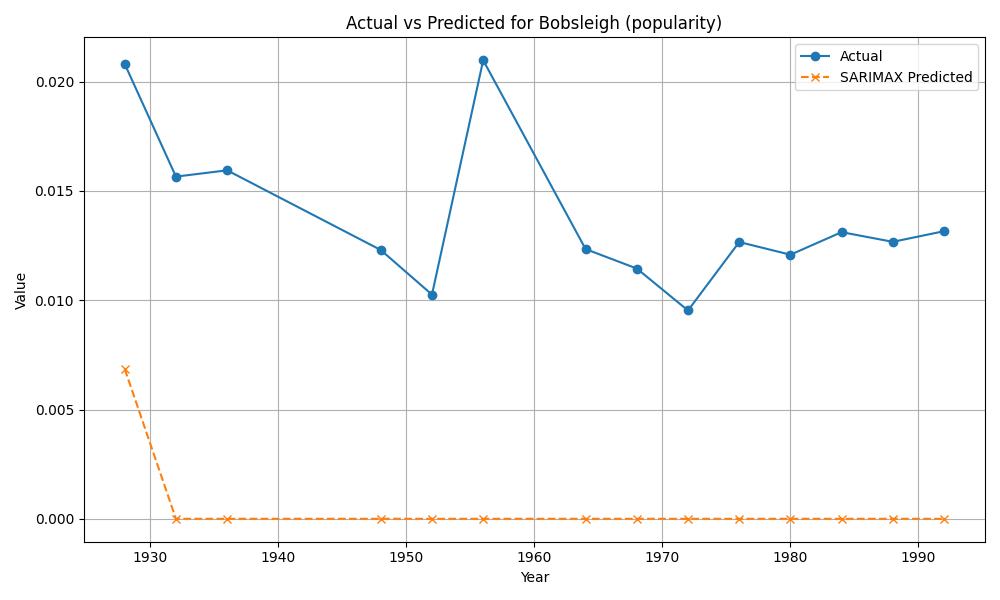 Actual vs Predicted for Bobsleigh (popularity)
Actual
SARIMAX Predicted
0.020
0.015
0.010
0.005
0.000
Value
1930 1940 1950 1960 1970 1980 1990
Year